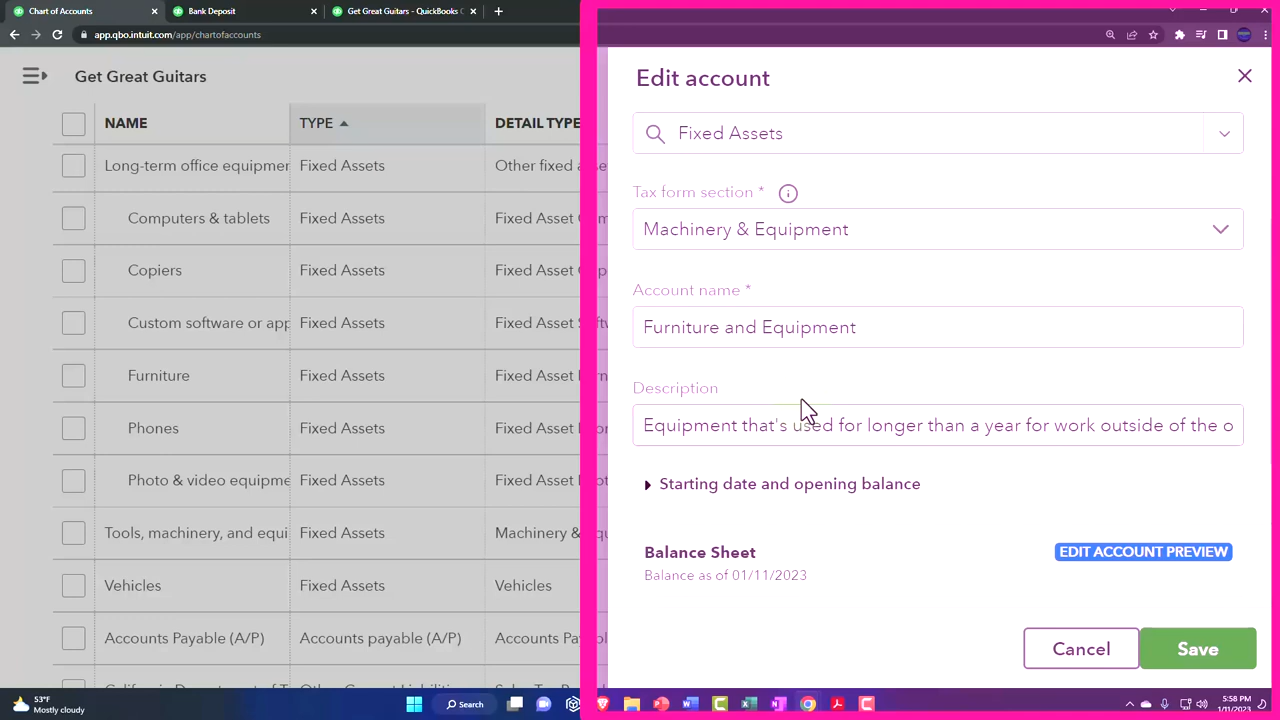 Chart of Accounts
Bank Deposit
Get Great Guitars - QuickBooks O
app.qbo.intuit.com/app/chartofaccounts
Get Great Guitars
NAME TYPE DETAIL TYPE
Long-term office equipmen Fixed Assets Other fixed asse
Computers & tablets Fixed Assets Fixed Asset C
Copiers Fixed Assets Fixed Asset Cop
Custom software or app Fixed Assets Fixed Asset Softw
Furniture Fixed Assets Fixed Asset Furn
Phones Fixed Assets Fixed Asset
Photo & video equipme Fixed Assets Fixed Asset Phot
Tools, machinery, and equi Fixed Assets Machinery &
Vehicles Fixed Assets Vehicles
Accounts Payable (A/P) Accounts payable (A/P) Accounts Pay
Edit account
Fixed Assets
Tax form section *
Machinery & Equipment
Account name *
Furniture and Equipment
Description
Equipment that's used for longer than a year for work outside of the o
Starting date and opening balance
Balance Sheet
EDIT ACCOUNT PREVIEW
Balance as of 01/11/2023
Cancel
Save
53°F
Mostly cloudy
Search
5:58 PM
1/11/2023